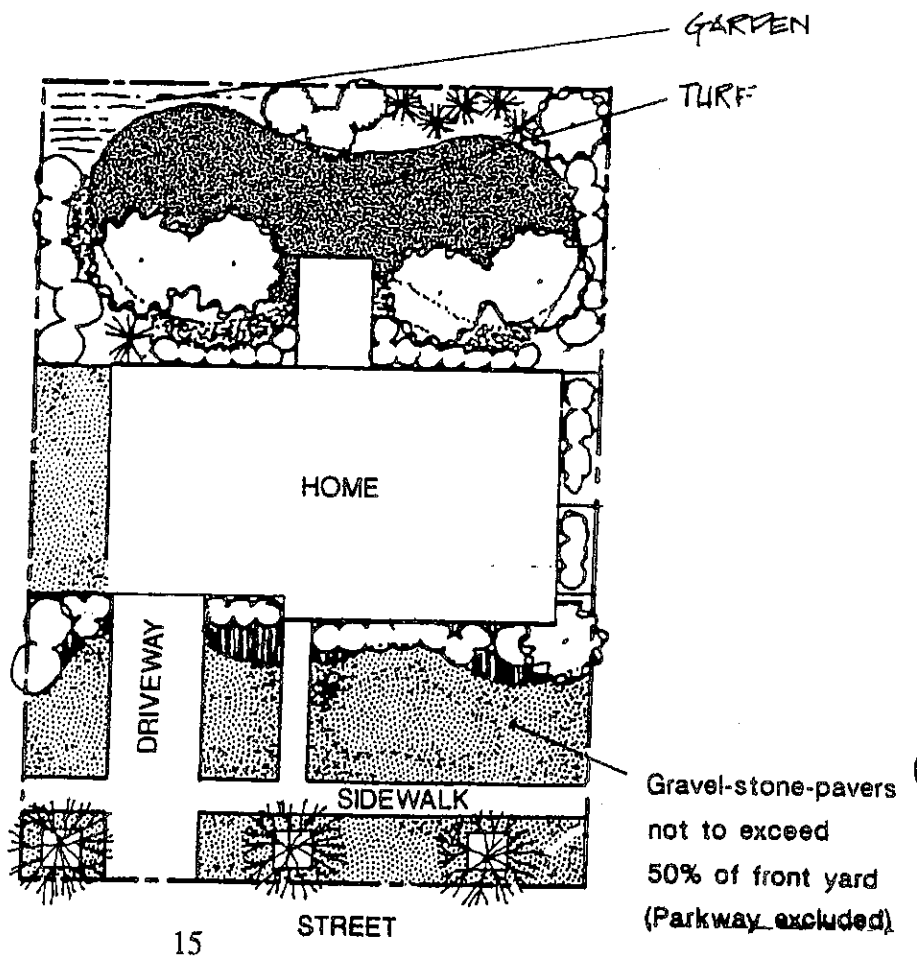 GARDEN
TURF
HOME
DRIVEWAY
SIDEWALK
Gravel-stone-pavers
not to exceed
50% of front yard
(Parkway excluded)
STREET
15